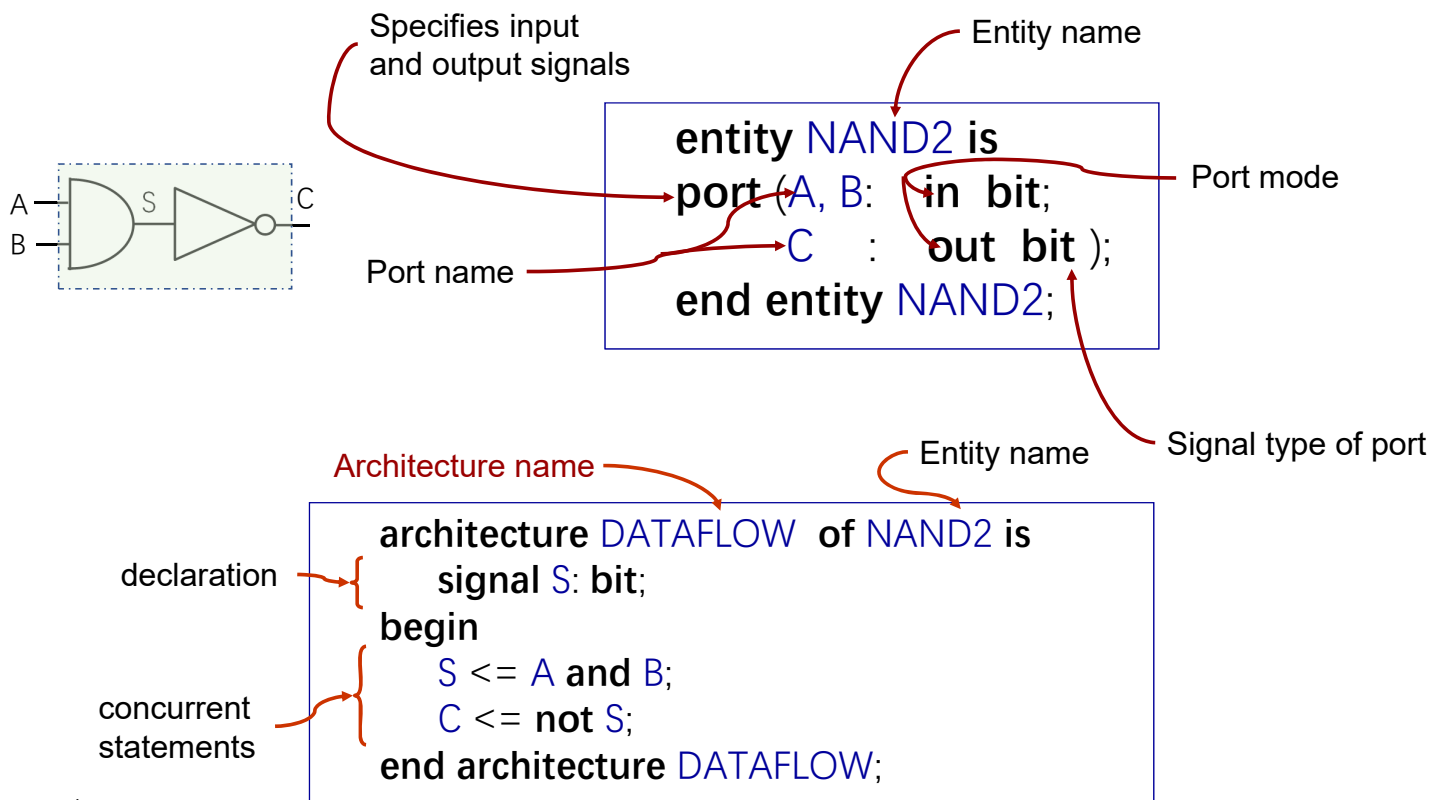 Specifies input
and output signals
Entity name
entity NAND2 is
port (A, B: in bit;
C : out bit );
end entity NAND2;
Port mode
Port name
Signal type of port
A
B
S
C
Architecture name
Entity name
architecture DATAFLOW of NAND2 is
signal S: bit;
begin
S <= A and B;
C <= not S;
end architecture DATAFLOW;
declaration
concurrent
statements